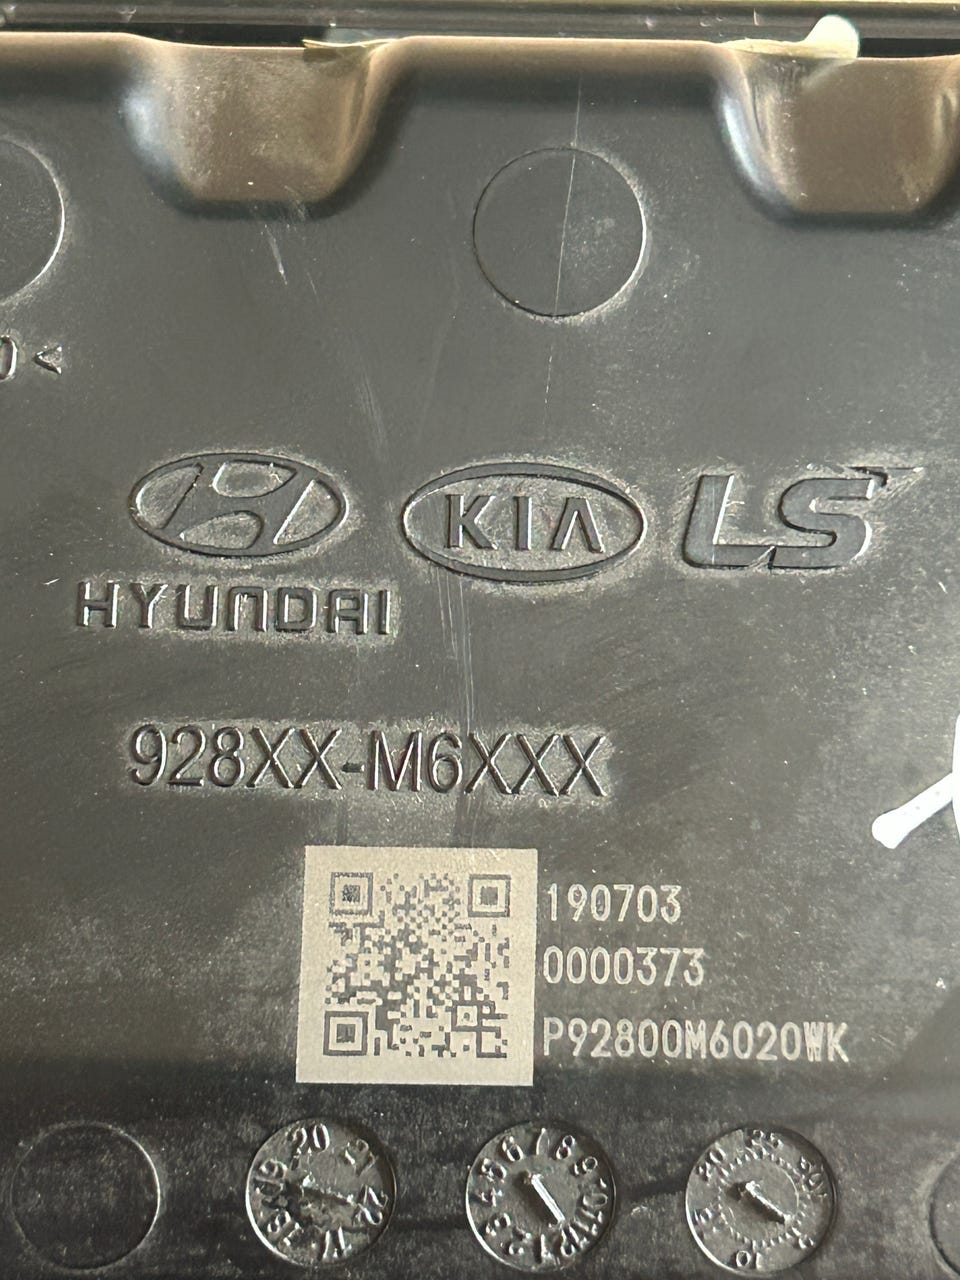 HYUNDAI
KIA
LS
928XX-M6XXX
190703
0000373
P92800M6020WK